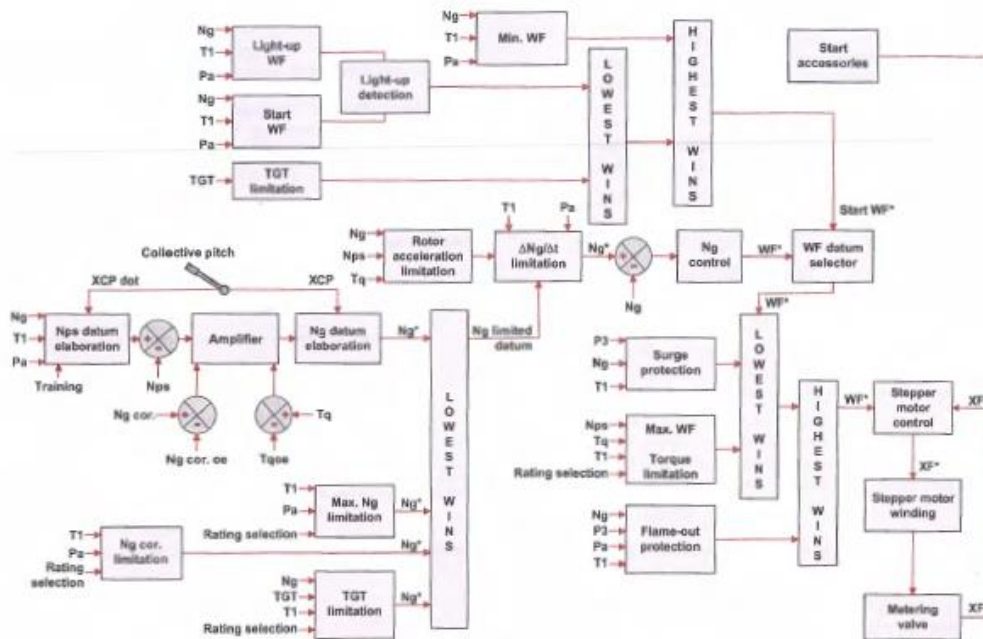 Ng
T1
Pa
Light-up
WF
Ng
T1
Pa
Start
WF
Light-up
detection
TGT
TGT
limitation
Ng
T1
Pa
Min. WF
LOWEST WINS
HIGHEST WINS
Start
accessories
Start WF*
Collective pitch
XCP dot
XCP
Ng
Nps
Tq
Rotor
acceleration
limitation
T1
Pa
ΔNg/Δt
limitation
Ng*
+
-
Ng
Ng
control
WF*
WF datum
selector
WF*
Ng
T1
Pa
Training
Nps datum
elaboration
+
-
Nps
Amplifier
Ng datum
elaboration
Ng*
Ng limited
datum
Ng cor.
+
-
Ng cor. oe
Tq
+
-
Tqoe
LOWEST WINS
T1
Pa
Rating selection
Max. Ng
limitation
Ng*
T1
Pa
Rating
selection
Ng cor.
limitation
Ng*
Ng
TGT
T1
Rating selection
TGT
limitation
Ng*
P3
Ng
T1
Surge
protection
Nps
Tq
T1
Rating selection
Max. WF
Torque
limitation
LOWEST WINS
Ng
P3
Pa
T1
Flame-out
protection
HIGHEST WINS
WF*
Stepper
motor
control
XF
XF*
Stepper motor
winding
Metering
valve
XF